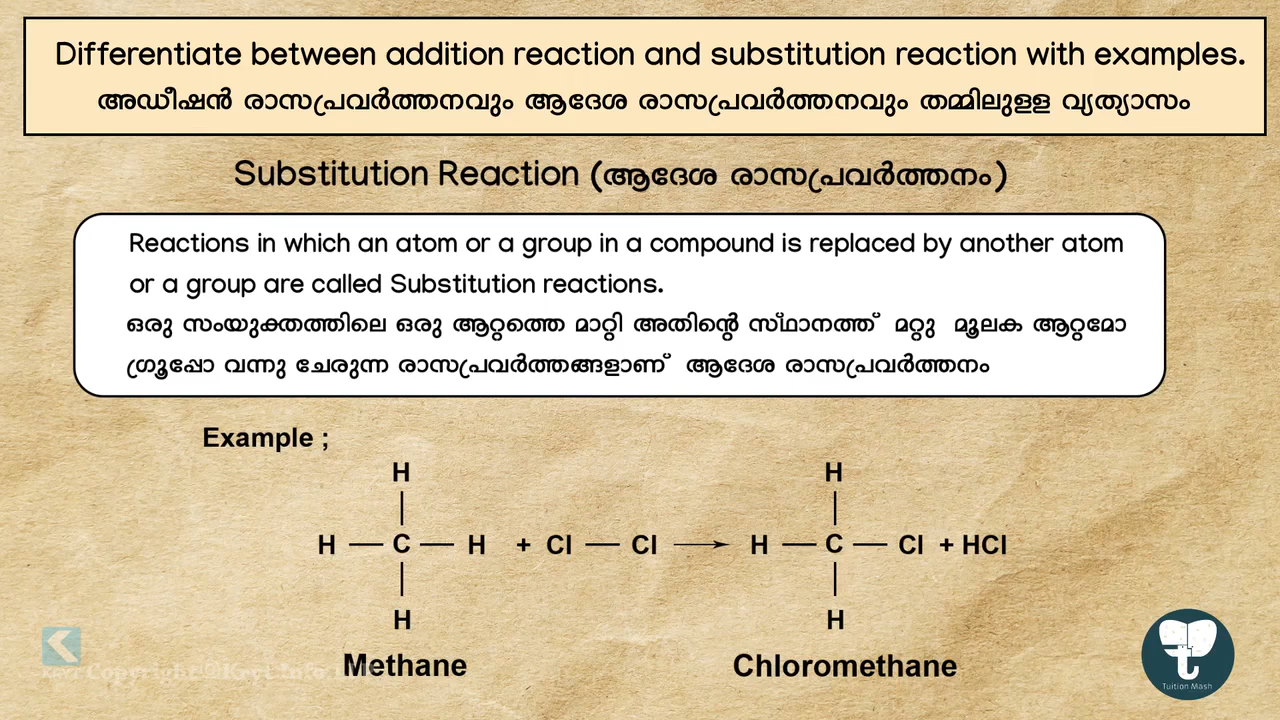 Differentiate between addition reaction and substitution reaction with examples.
അഡീഷൻ രാസപ്രവർത്തനവും ആദേശ രാസപ്രവർത്തനവും തമ്മിലുള്ള വ്യത്യാസം
Substitution Reaction (ആദേശ രാസപ്രവർത്തനം)
Reactions in which an atom or a group in a compound is replaced by another atom
or a group are called Substitution reactions.
ഒരു സംയുക്തത്തിലെ ഒരു ആറ്റത്തെ മാറ്റി അതിന്റെ സ്ഥാനത്ത് മറ്റു മൂലക ആറ്റമോ
ഗ്രൂപ്പോ വന്നു ചേരുന്ന രാസപ്രവർത്തങ്ങളാണ് ആദേശ രാസപ്രവർത്തനം
Example ;
H H
H — C — H + Cl — Cl → H — C — Cl + HCl
H H
Methane Chloromethane
Tuition Mash